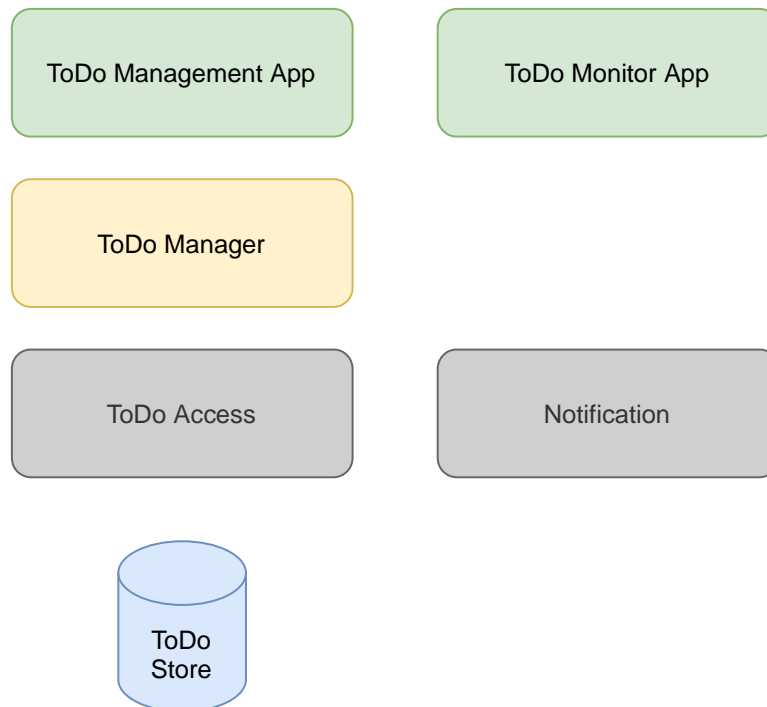 ToDo Management App
ToDo Monitor App
ToDo Manager
ToDo Access
Notification
ToDo
Store